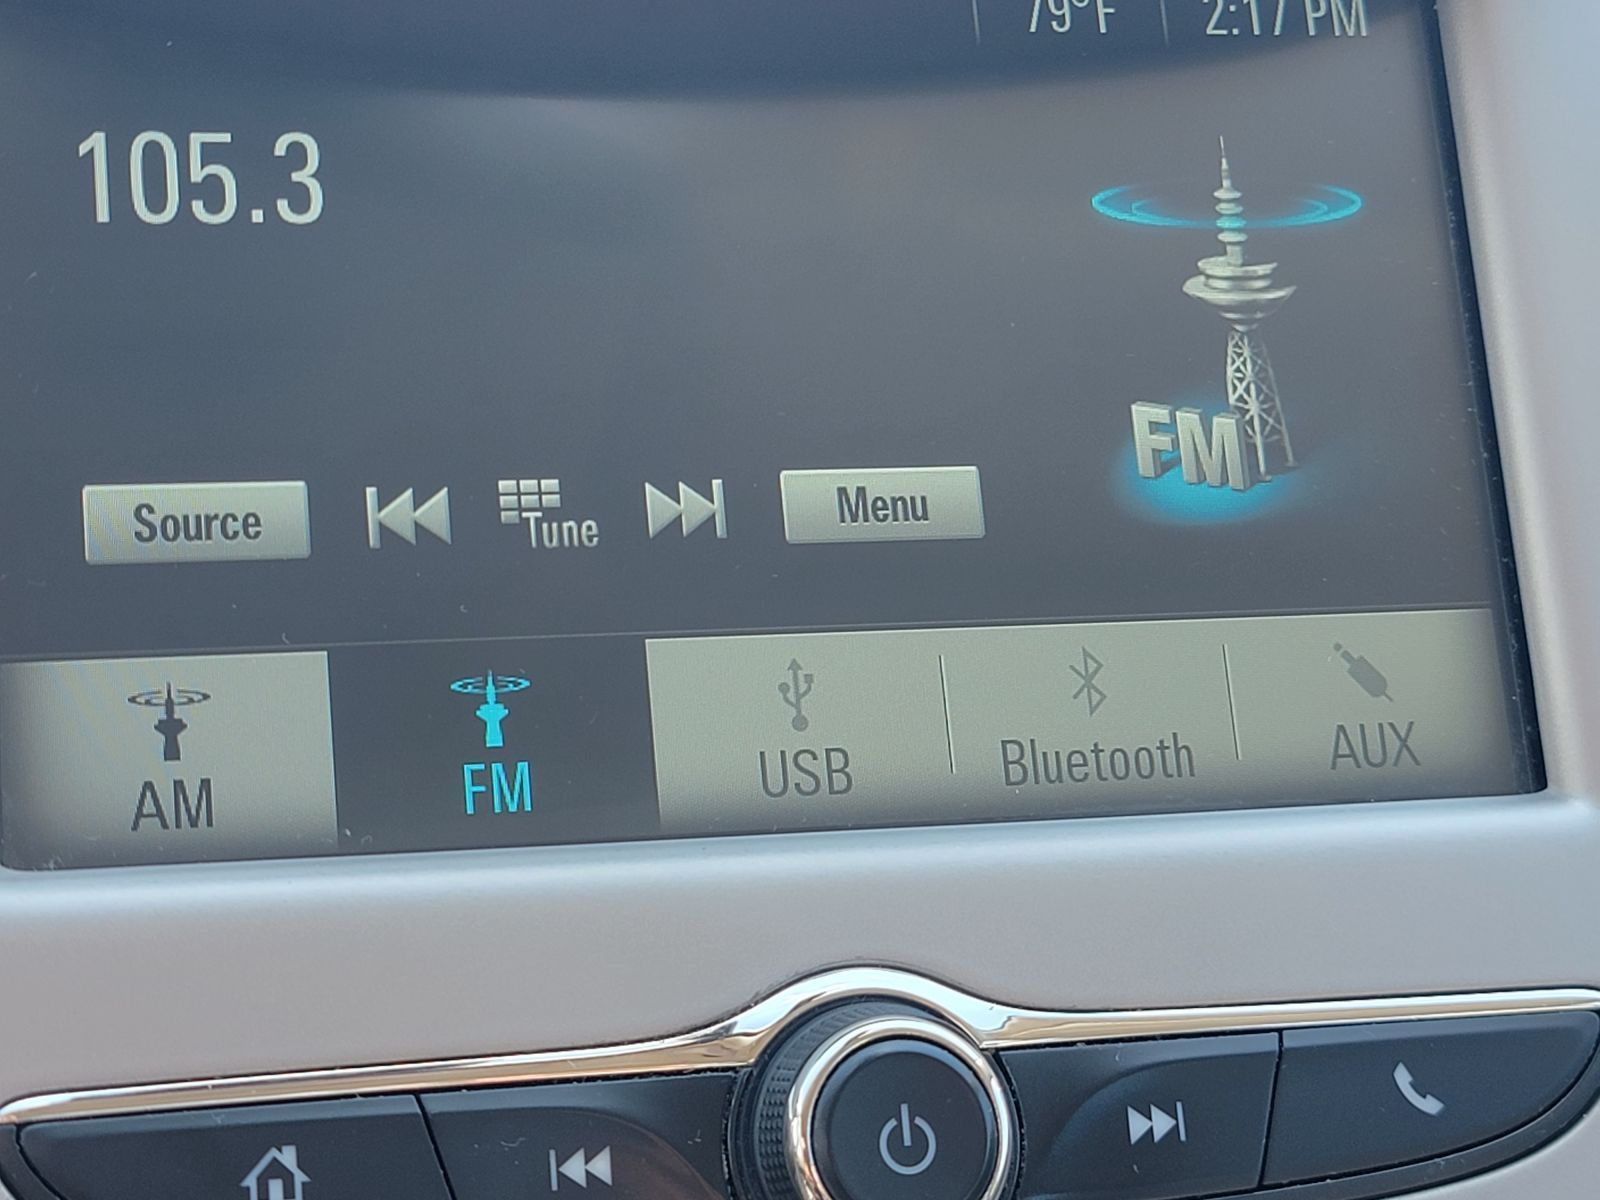 79°F 2:17 PM
105.3
FM
Source Tune Menu
AM FM USB Bluetooth AUX